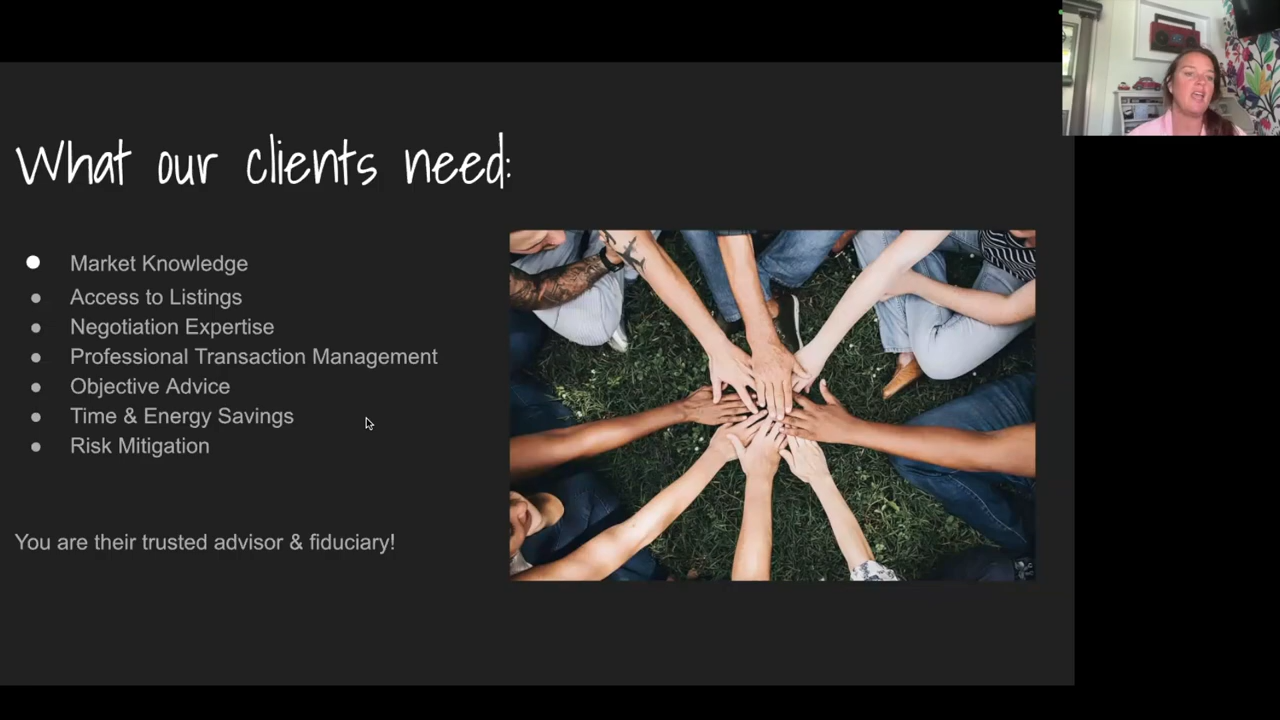 What our clients need:
● Market Knowledge
● Access to Listings
● Negotiation Expertise
● Professional Transaction Management
● Objective Advice
● Time & Energy Savings
● Risk Mitigation
You are their trusted advisor & fiduciary!